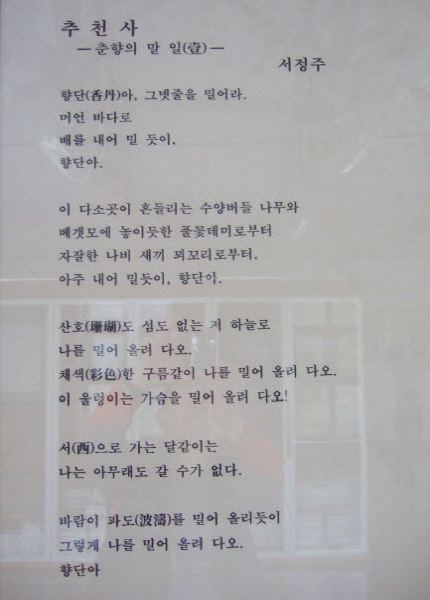 추 천 사
— 춘향의 말 일(壹) —
서정주
향단(香丹)아, 그넷줄을 밀어라.
머언 바다로
배를 내어 밀 듯이,
향단아.
이 다소곳이 흔들리는 수양버들 나무와
베갯모에 놓이듯한 풀꽃데미로부터
자잘한 나비 새끼 꾀꼬리로부터,
아주 내어 밀듯이, 향단아.
산호(珊瑚)도 섬도 없는 저 하늘로
나를 밀어 올려 다오.
채색(彩色)한 구름같이 나를 밀어 올려 다오.
이 울렁이는 가슴을 밀어 올려 다오!
서(西)으로 가는 달같이는
나는 아무래도 갈 수가 없다.
바람이 파도(波濤)를 밀어 올리듯이
그렇게 나를 밀어 올려 다오.
향단아